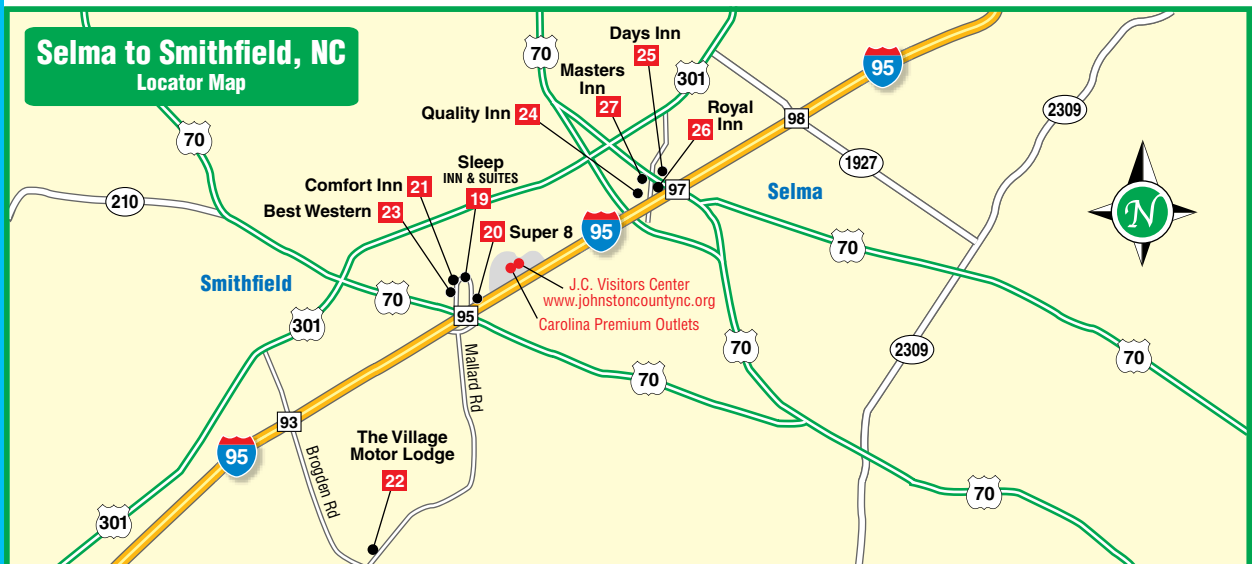 Selma to Smithfield, NC
Locator Map
70
301
95
Days Inn
25
Masters
Inn
27
Quality Inn 24
Royal
Inn
26
98
2309
1927
70
210
Sleep
INN & SUITES
19
Comfort Inn 21
Best Western 23
20 Super 8
97
Selma
95
N
70
Smithfield
J.C. Visitors Center
www.johnstoncountync.org
Carolina Premium Outlets
70
95
301
70
2309
70
70
Mallard Rd
93
95
Brogden Rd
The Village
Motor Lodge
22
301
70